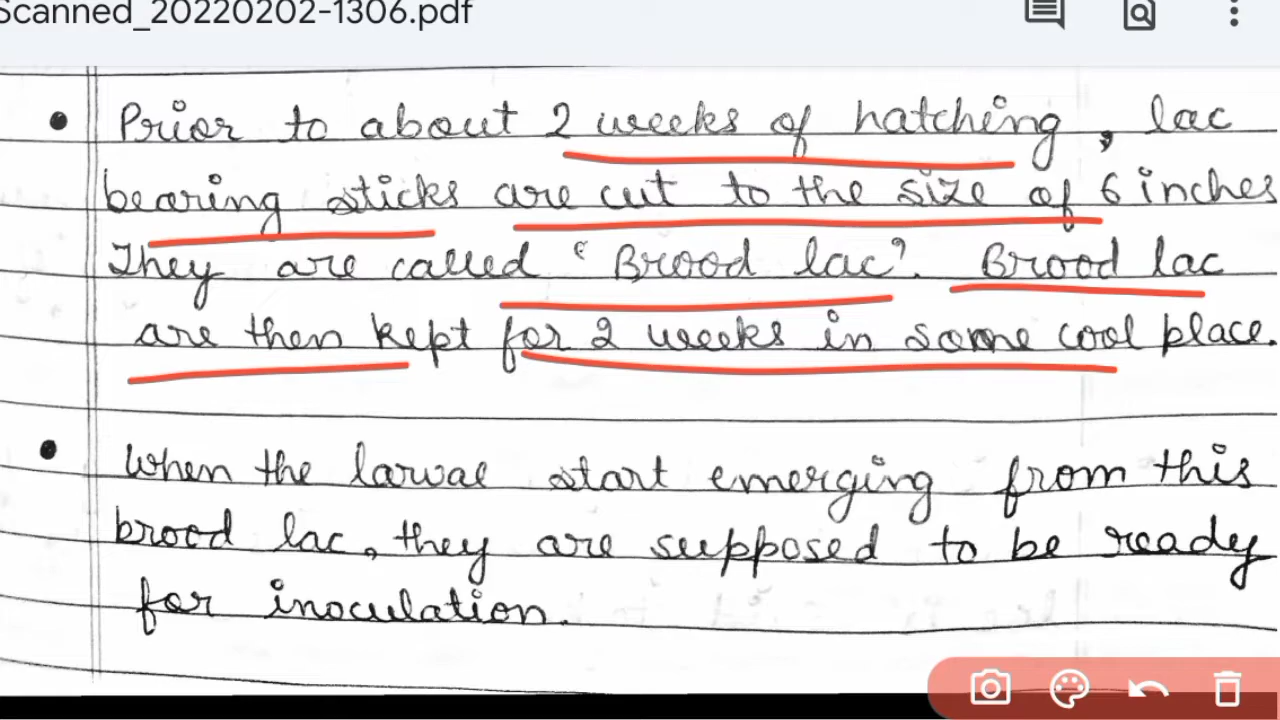 Scanned_20220202-1306.pdf
Prior to about 2 weeks of hatching, lac
bearing sticks are cut to the size of 6 inches
They are called "Brood lac". Brood lac
are then kept for 2 weeks in some cool place.
When the larvae start emerging from this
brood lac, they are supposed to be ready
for inoculation.